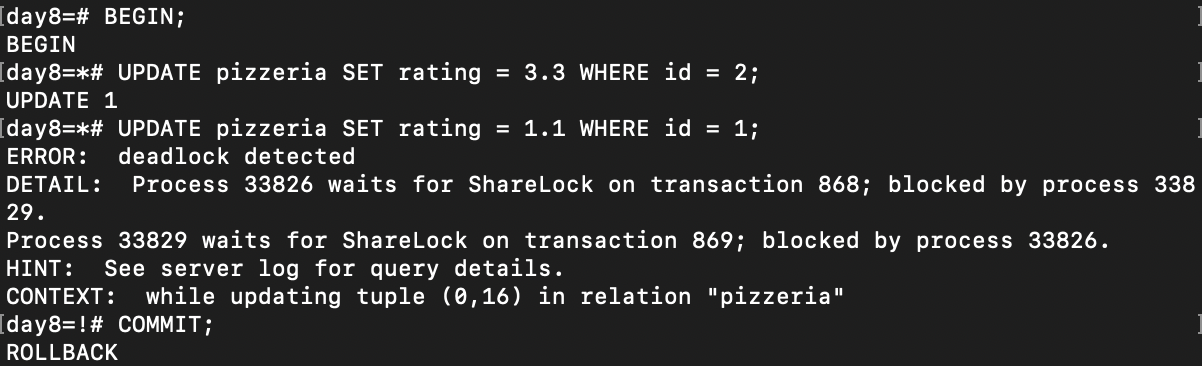 [day8=# BEGIN; ]
BEGIN
[day8=*# UPDATE pizzeria SET rating = 3.3 WHERE id = 2; ]
UPDATE 1
[day8=*# UPDATE pizzeria SET rating = 1.1 WHERE id = 1; ]
ERROR:  deadlock detected
DETAIL:  Process 33826 waits for ShareLock on transaction 868; blocked by process 338
29.
Process 33829 waits for ShareLock on transaction 869; blocked by process 33826.
HINT:  See server log for query details.
CONTEXT:  while updating tuple (0,16) in relation "pizzeria"
[day8=!# COMMIT; ]
ROLLBACK